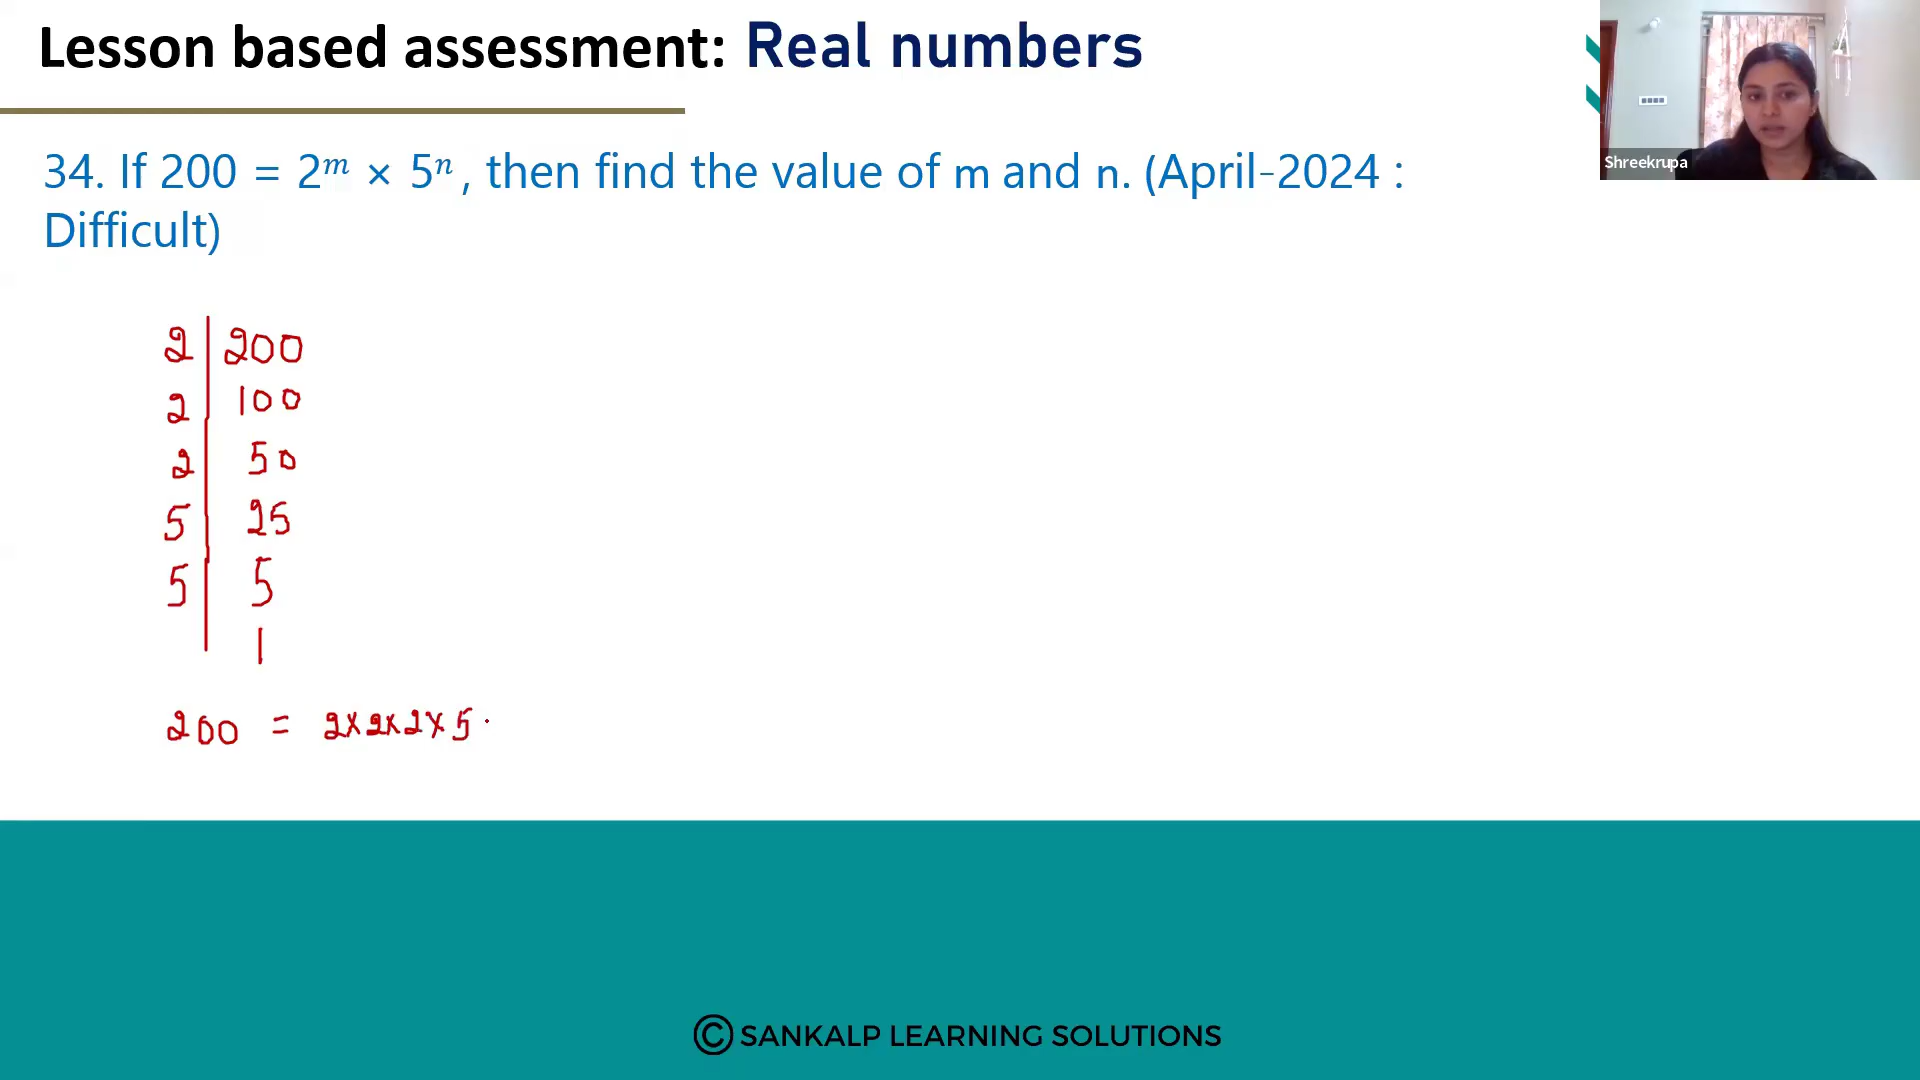 Lesson based assessment: Real numbers
Shreekrupa
34. If 200 = 2ᵐ × 5ⁿ, then find the value of m and n. (April-2024 :
Difficult)
2 | 200
2 | 100
2 | 50
5 | 25
5 | 5
| 1
200 = 2×2×2×5
© SANKALP LEARNING SOLUTIONS